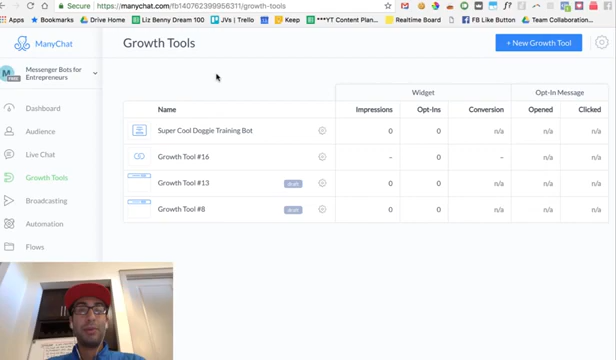 Secure
https://manychat.com/fb140762399956311/growth-tools
Bookmarks
Drive Home
Liz Benny Dream 100
[JVs | Trello
Keep
***YT Content Plan...
Realtime Board
FB Like Button
Team Collaboration...
ManyChat
Growth Tools
+ New Growth Tool
M
FREE
Messenger Bots for
Entrepreneurs
Dashboard
Audience
Live Chat
Growth Tools
Broadcasting
Automation
Flows
Widget
Opt-In Message
Name
Impressions
Opt-Ins
Conversion
Opened
Clicked
Super Cool Doggie Training Bot
0
0
n/a
n/a
n/a
Growth Tool #16
-
0
-
n/a
n/a
Growth Tool #13
draft
0
0
n/a
n/a
n/a
Growth Tool #8
draft
0
0
n/a
n/a
n/a